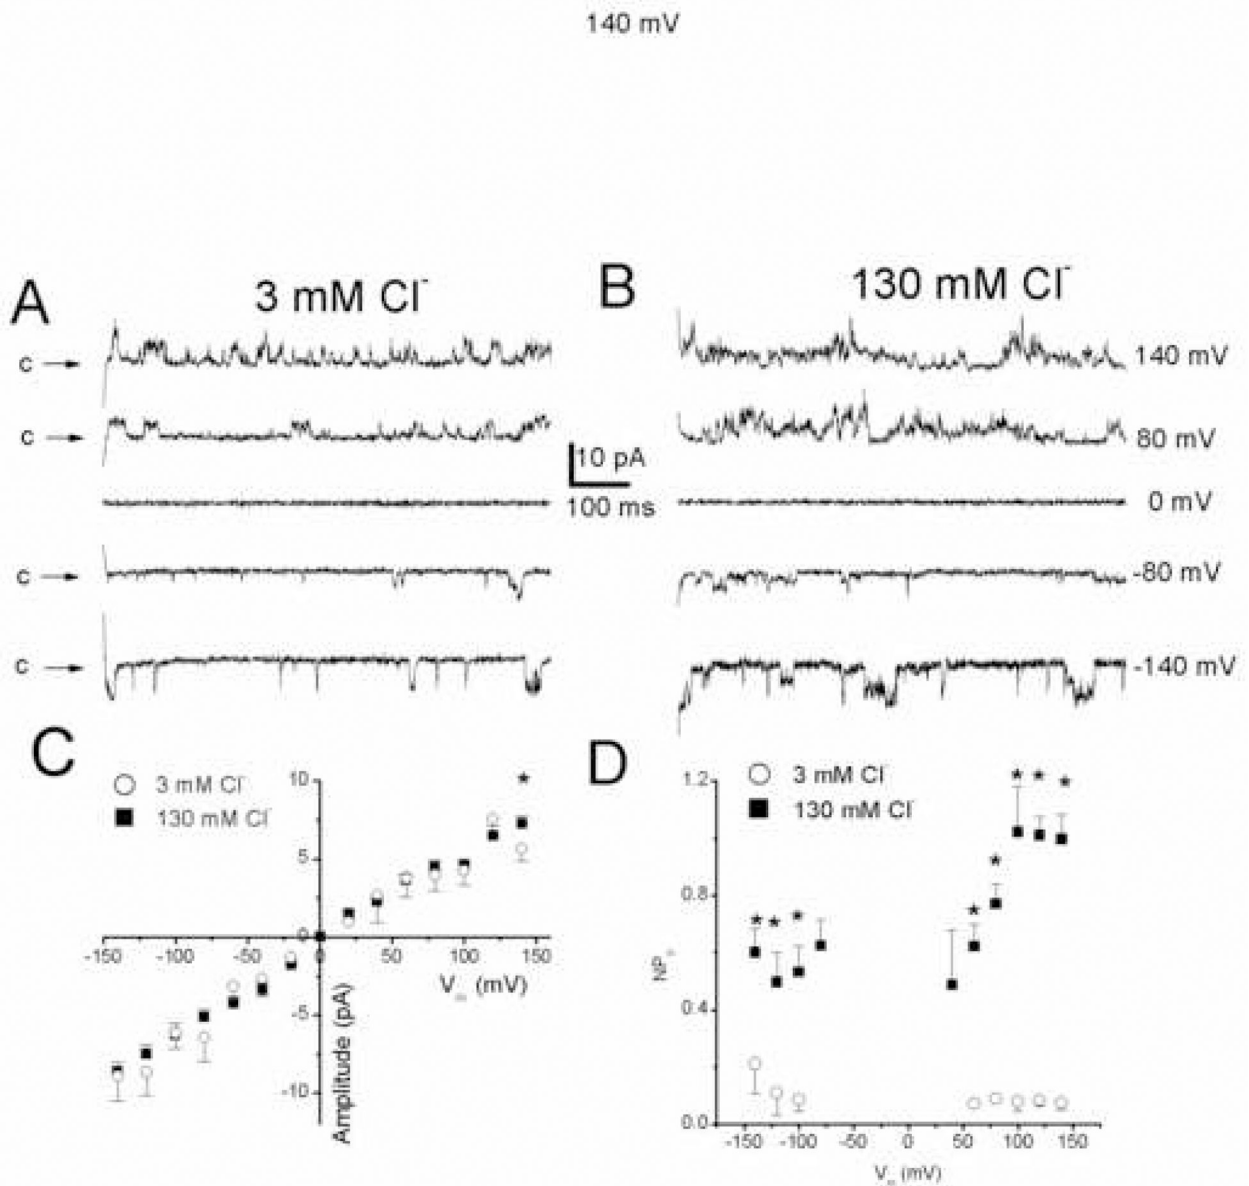 140 mV
A
3 mM Cl⁻
B
130 mM Cl⁻
c
140 mV
c
80 mV
10 pA
100 ms
0 mV
c
-80 mV
c
-140 mV
C
3 mM Cl⁻
130 mM Cl⁻
*
10
5
0
-5
-10
-150 -100 -50 0 50 100 150
Vm (mV)
Amplitude (pA)
D
3 mM Cl⁻
130 mM Cl⁻
* * *
*
*
* * *
1.2
0.8
0.4
0.0
NPo
-150 -100 -50 0 50 100 150
Vm (mV)